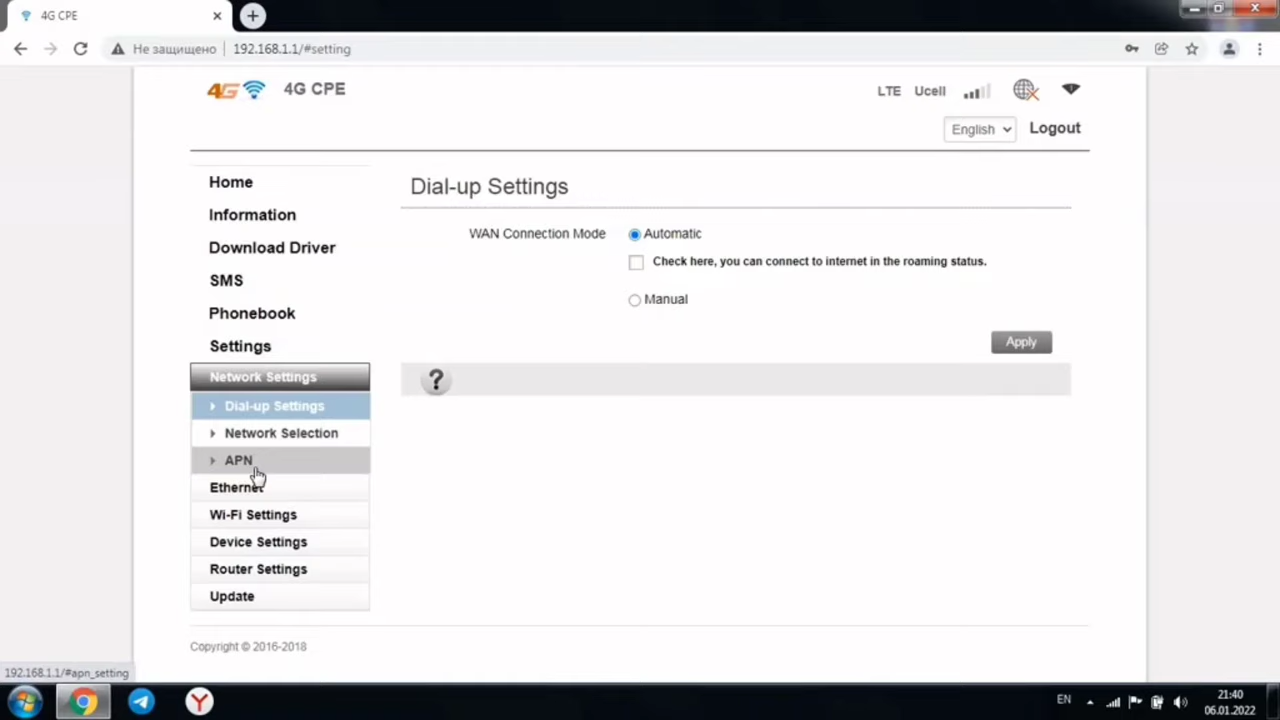 4G CPE
Не защищено
192.168.1.1/#setting
4G
4G CPE
LTE
Ucell
English
Logout
Home
Information
Download Driver
SMS
Phonebook
Settings
Network Settings
Dial-up Settings
Network Selection
APN
Ethernet
Wi-Fi Settings
Device Settings
Router Settings
Update
Dial-up Settings
WAN Connection Mode
Automatic
Check here, you can connect to internet in the roaming status.
Manual
Apply
?
Copyright © 2016-2018
192.168.1.1/#apn_setting
EN
21:40
06.01.2022